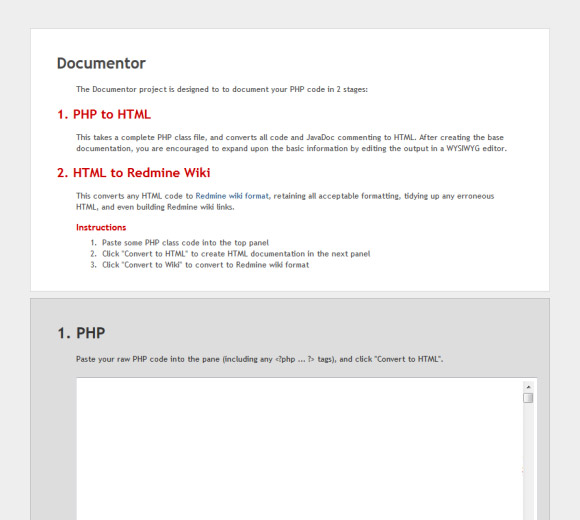 Documentor
The Documentor project is designed to to document your PHP code in 2 stages:
1. PHP to HTML
This takes a complete PHP class file, and converts all code and JavaDoc commenting to HTML. After creating the base
documentation, you are encouraged to expand upon the basic information by editing the output in a WYSIWYG editor.
2. HTML to Redmine Wiki
This converts any HTML code to Redmine wiki format, retaining all acceptable formatting, tidying up any erroneous
HTML, and even building Redmine wiki links.
Instructions
1. Paste some PHP class code into the top panel
2. Click "Convert to HTML" to create HTML documentation in the next panel
3. Click "Convert to Wiki" to convert to Redmine wiki format
1. PHP
Paste your raw PHP code into the pane (including any <?php ... ?> tags), and click "Convert to HTML".